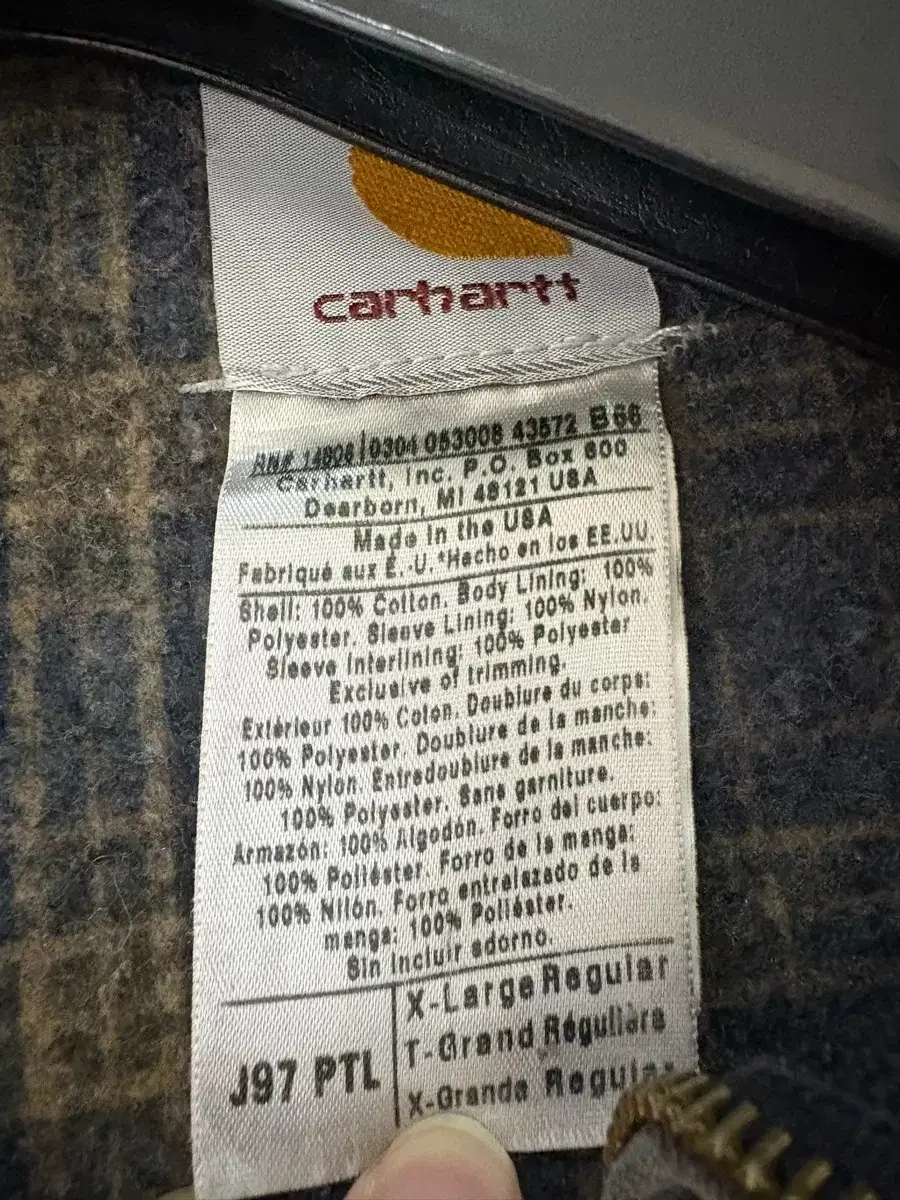 carhartt
RN# 14806 0304 053008 43572 B66
Carhartt, Inc. P.O. Box 600
Dearborn, MI 48121 USA
Made in the USA
Fabriqué aux É.-U. *Hecho en los EE.UU.
Shell: 100% Cotton. Body Lining: 100%
Polyester. Sleeve Lining: 100% Nylon.
Sleeve Interlining: 100% Polyester
Exclusive of trimming.
Extérieur 100% Coton. Doublure du corps:
100% Polyester. Doublure de la manche:
100% Nylon. Entredoublure de la manche:
100% Polyester. Sans garniture.
Armazón: 100% Algodón. Forro del cuerpo:
100% Poliéster. Forro de la manga:
100% Nilón. Forro entrelazado de la
manga: 100% Poliéster.
Sin incluir adorno.
X-Large Regular
T-Grand Régulière
J97 PTL
X-Grande Regular